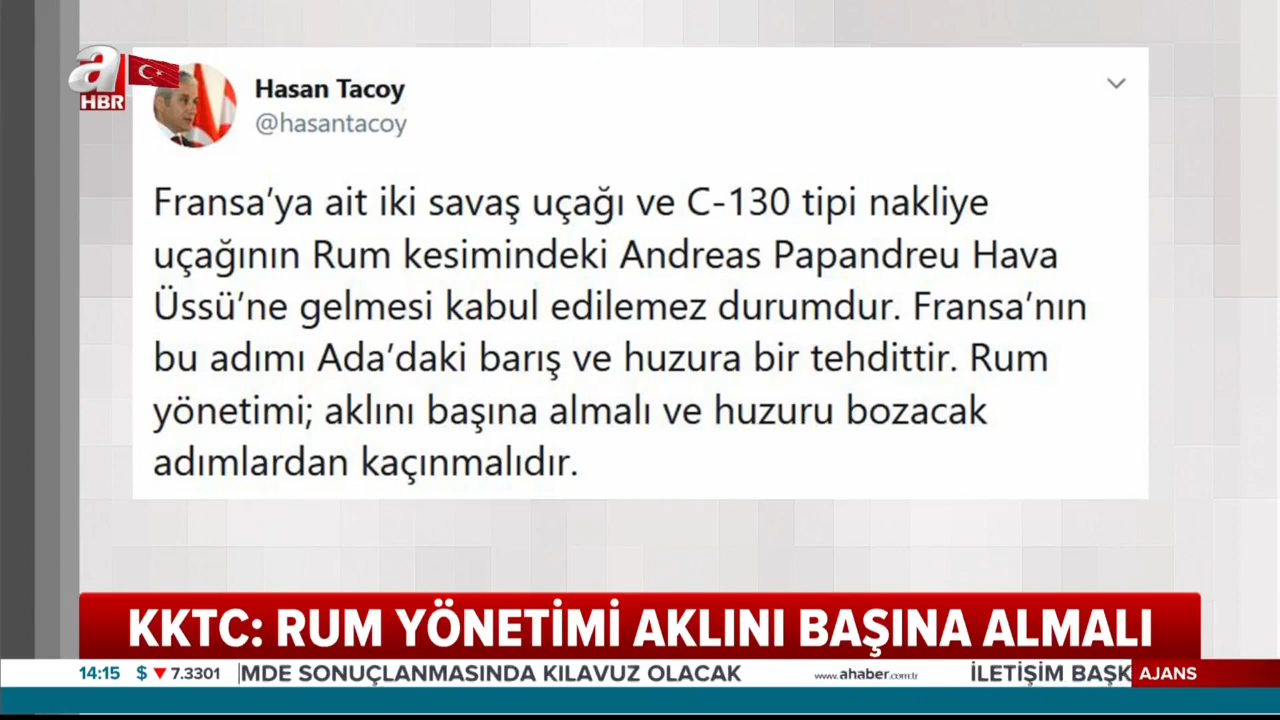 a
HBR
Hasan Tacoy
@hasantacoy
Fransa’ya ait iki savaş uçağı ve C-130 tipi nakliye
uçağının Rum kesimindeki Andreas Papandreu Hava
Üssü’ne gelmesi kabul edilemez durumdur. Fransa’nın
bu adımı Ada’daki barış ve huzura bir tehdittir. Rum
yönetimi; aklını başına almalı ve huzuru bozacak
adımlardan kaçınmalıdır.
KKTC: RUM YÖNETİMİ AKLINI BAŞINA ALMALI
14:15 $ ▼ 7.3301 MDE SONUÇLANMASINDA KILAVUZ OLACAK www.ahaber.com.tr İLETİŞİM BAŞK AJANS